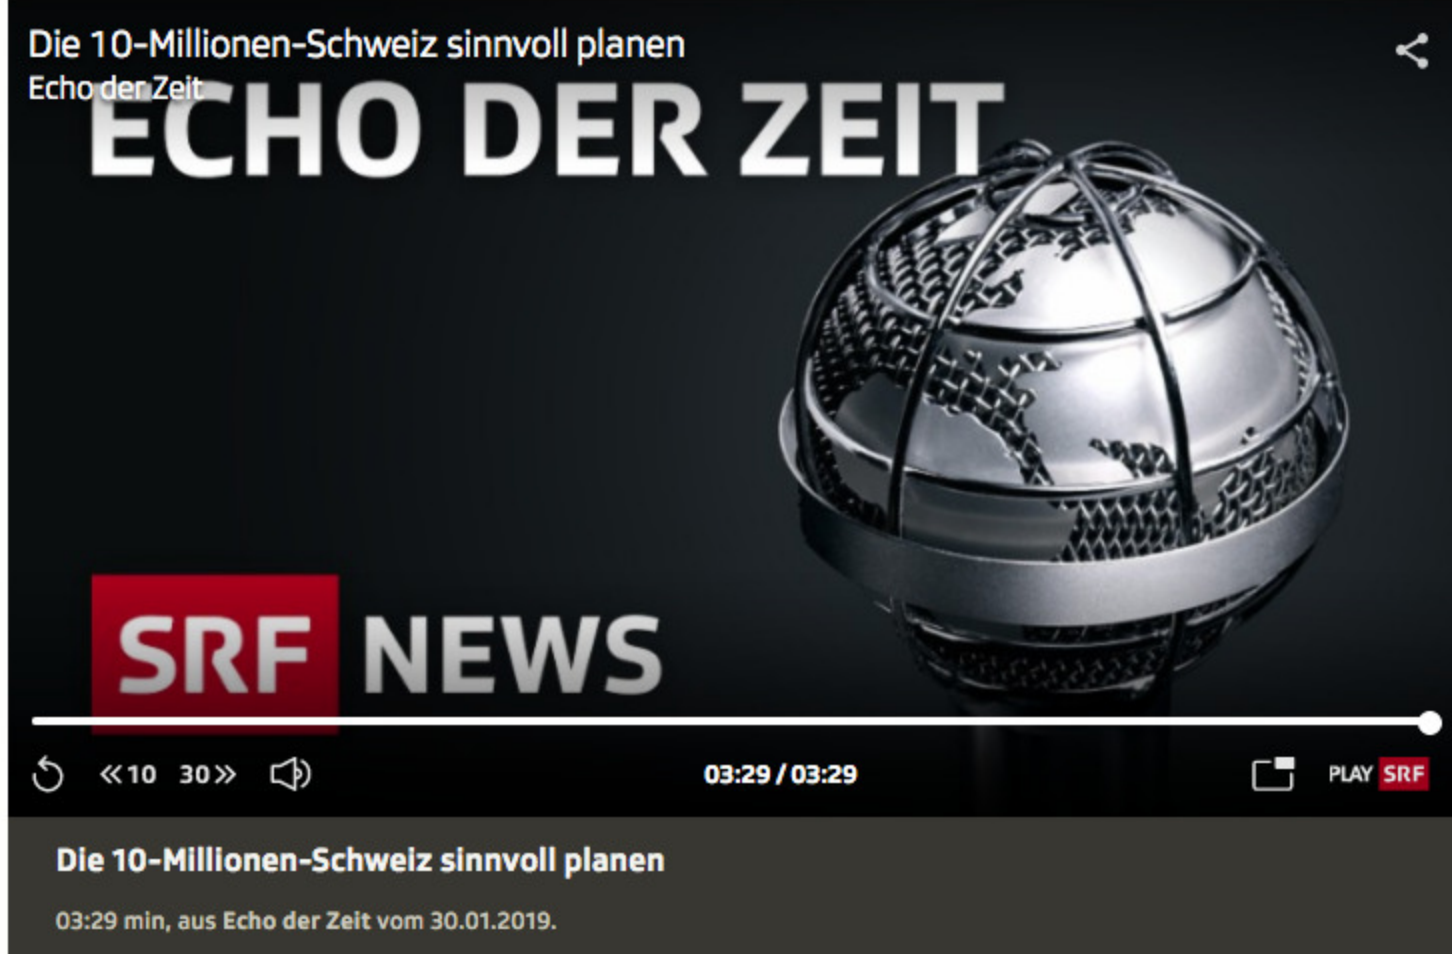 Die 10-Millionen-Schweiz sinnvoll planen
Echo der Zeit
ECHO DER ZEIT
SRF NEWS
«10 30» 03:29 / 03:29 PLAY SRF
Die 10-Millionen-Schweiz sinnvoll planen
03:29 min, aus Echo der Zeit vom 30.01.2019.